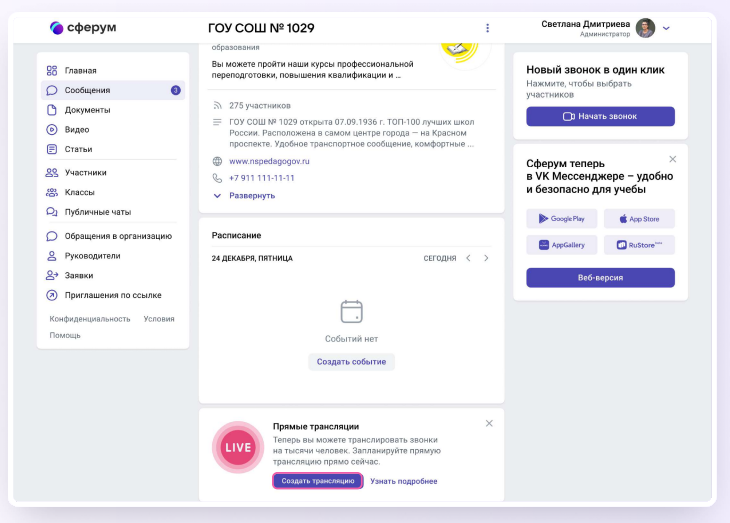 сферум
ГОУ СОШ № 1029
Светлана Дмитриева
Администратор
Главная
Сообщения
3
Документы
Видео
Статьи
Участники
Классы
Публичные чаты
Обращения в организацию
Руководители
Заявки
Приглашения по ссылке
Конфиденциальность Условия
Помощь
образования
Вы можете пройти наши курсы профессиональной
переподготовки, повышения квалификации и ...
275 участников
ГОУ СОШ № 1029 открыта 07.09.1936 г. ТОП-100 лучших школ
России. Расположена в самом центре города — на Красном
проспекте. Удобное транспортное сообщение, комфортные ...
www.nspedagogov.ru
+7 911 111-11-11
Развернуть
Расписание
24 ДЕКАБРЯ, ПЯТНИЦА
СЕГОДНЯ
Событий нет
Создать событие
LIVE
Прямые трансляции
Теперь вы можете транслировать звонки
на тысячи человек. Запланируйте прямую
трансляцию прямо сейчас.
Создать трансляцию
Узнать подробнее
Новый звонок в один клик
Нажмите, чтобы выбрать
участников
Начать звонок
Сферум теперь
в VK Мессенджере – удобно
и безопасно для учебы
Google Play
App Store
AppGallery
RuStore
Веб-версия